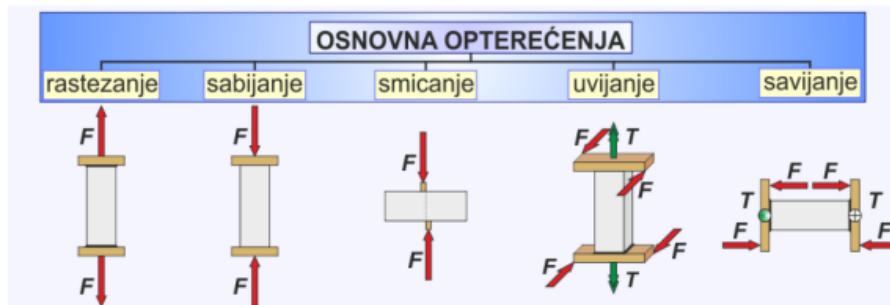 OSNOVNA OPTEREĆENJA
rastezanje sabijanje smicanje uvijanje savijanje
F F F F T F F F
F T T
F F F F F F F
T